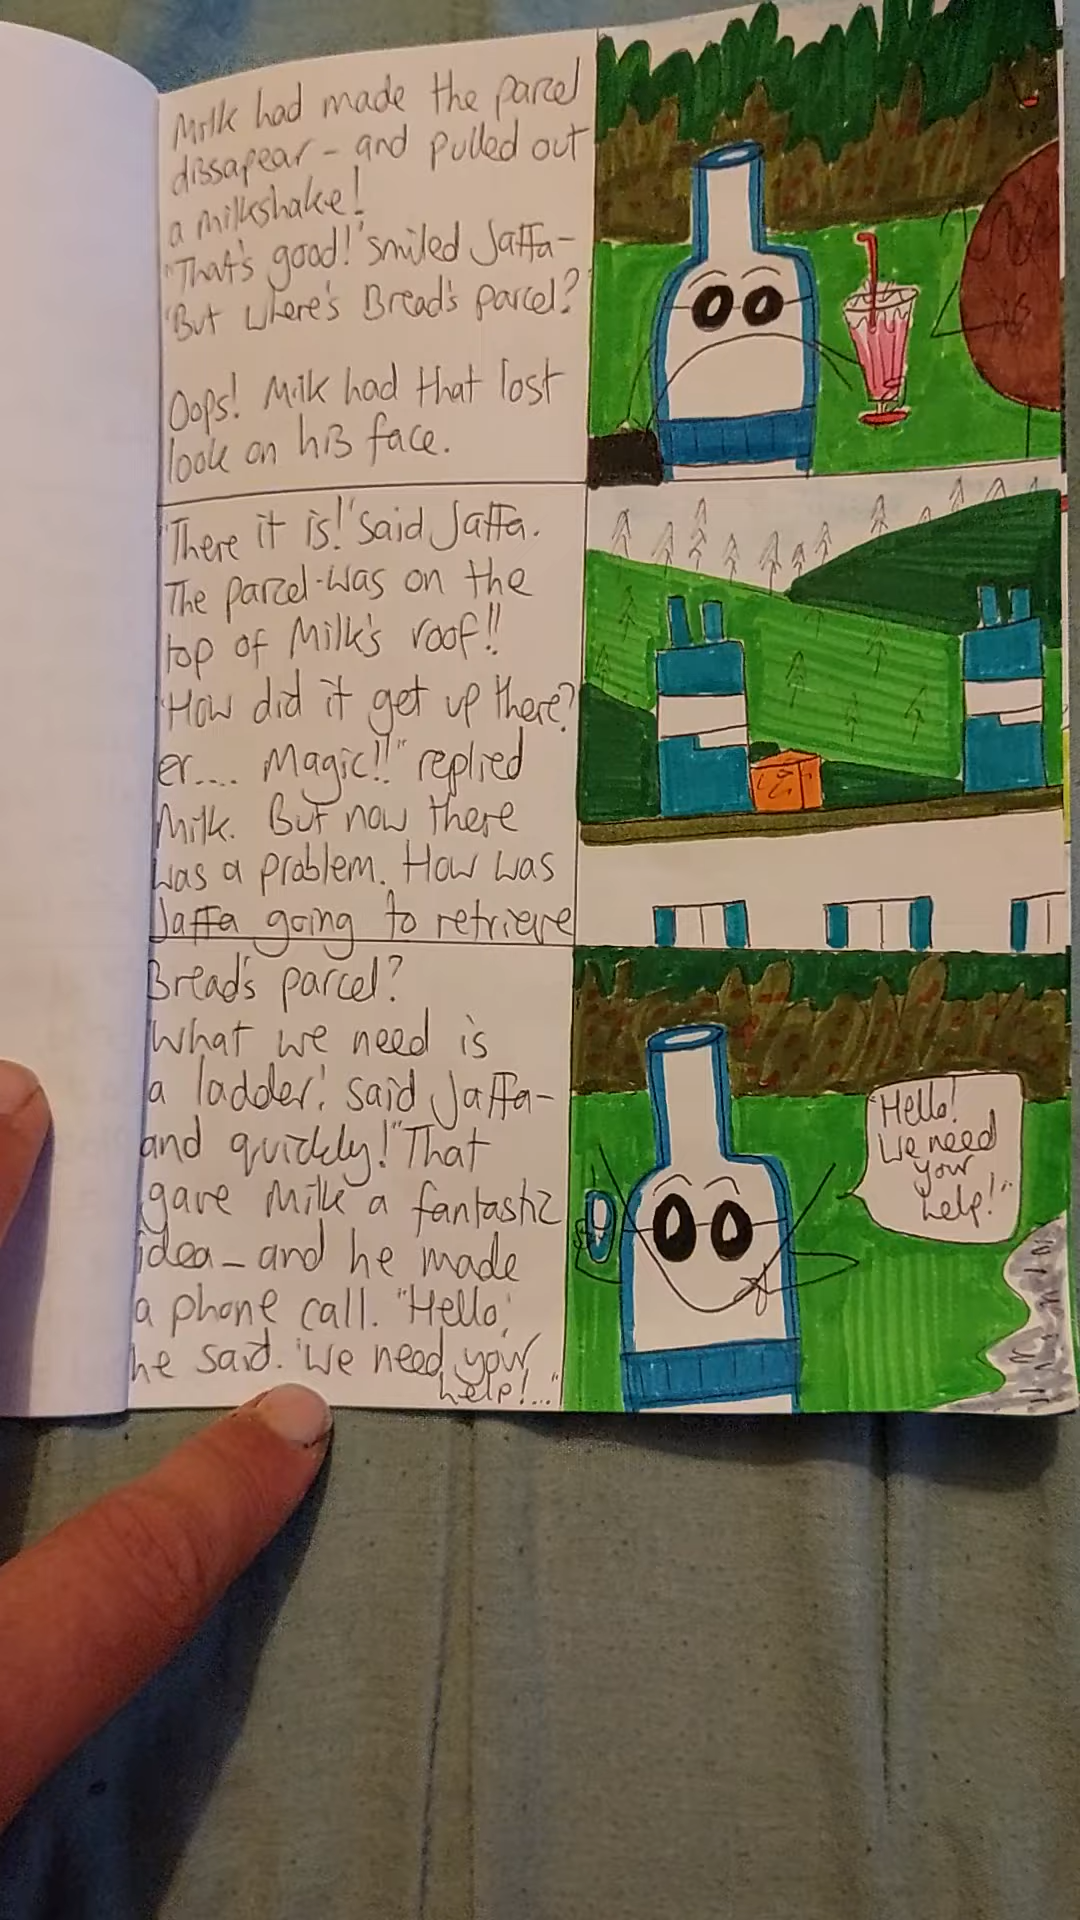 Milk had made the parcel
dissapear - and pulled out
a milkshake!
"That's good!' smiled Jaffa-
'But where's Bread's parcel?'
Oops! Milk had that lost
look on his face.
'There it is!' said Jaffa.
The parcel was on the
top of Milk's roof!!
'How did it get up there?
er.... Magic!!" replied
Milk. But now there
was a problem. How was
Jaffa going to retrieve
Bread's parcel?
What we need is
a ladder,' said Jaffa-
and quickly!" That
gave Milk a fantastic
idea - and he made
a phone call. "Hello,'
he said. 'We need your
help!..."
"Hello!
We need
your
help!"